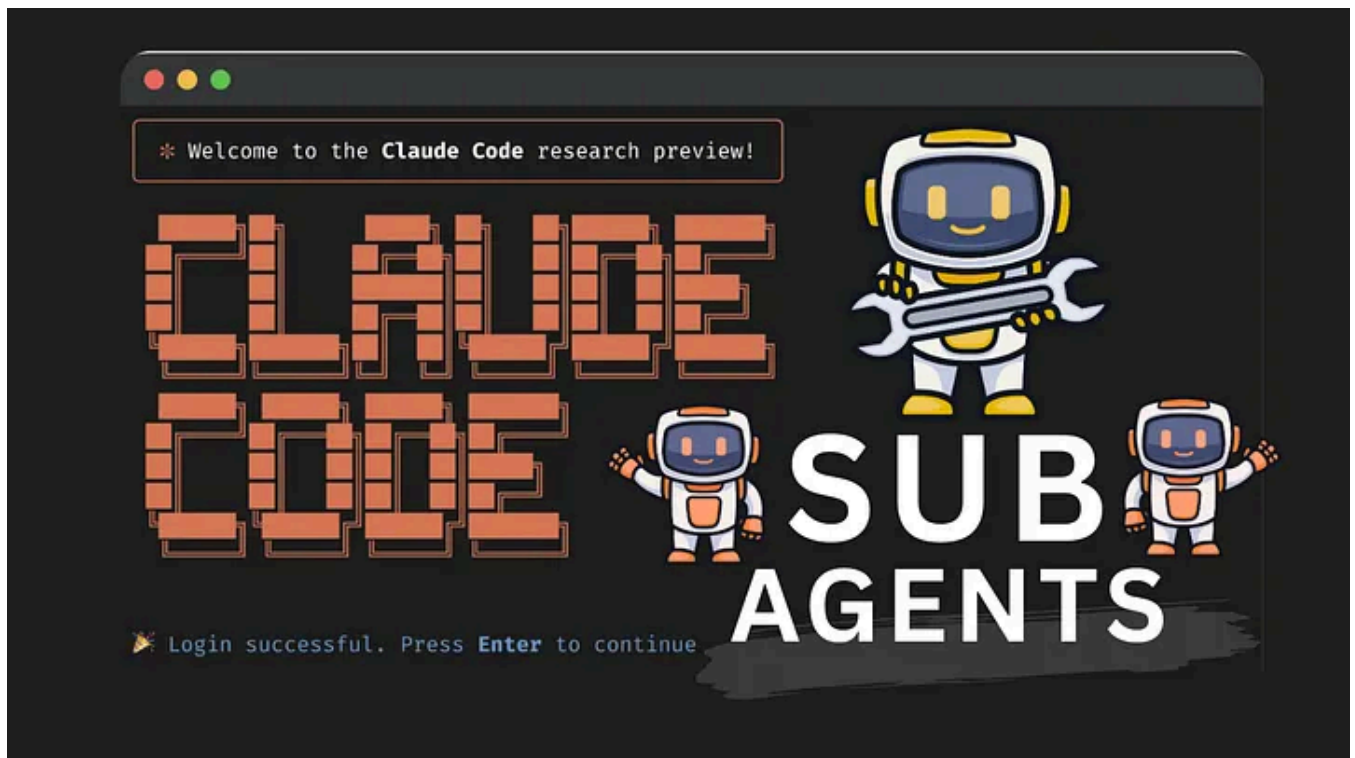 ✻ Welcome to the Claude Code research preview!
CLAUDE
CODE
SUB
AGENTS
🎉 Login successful. Press Enter to continue